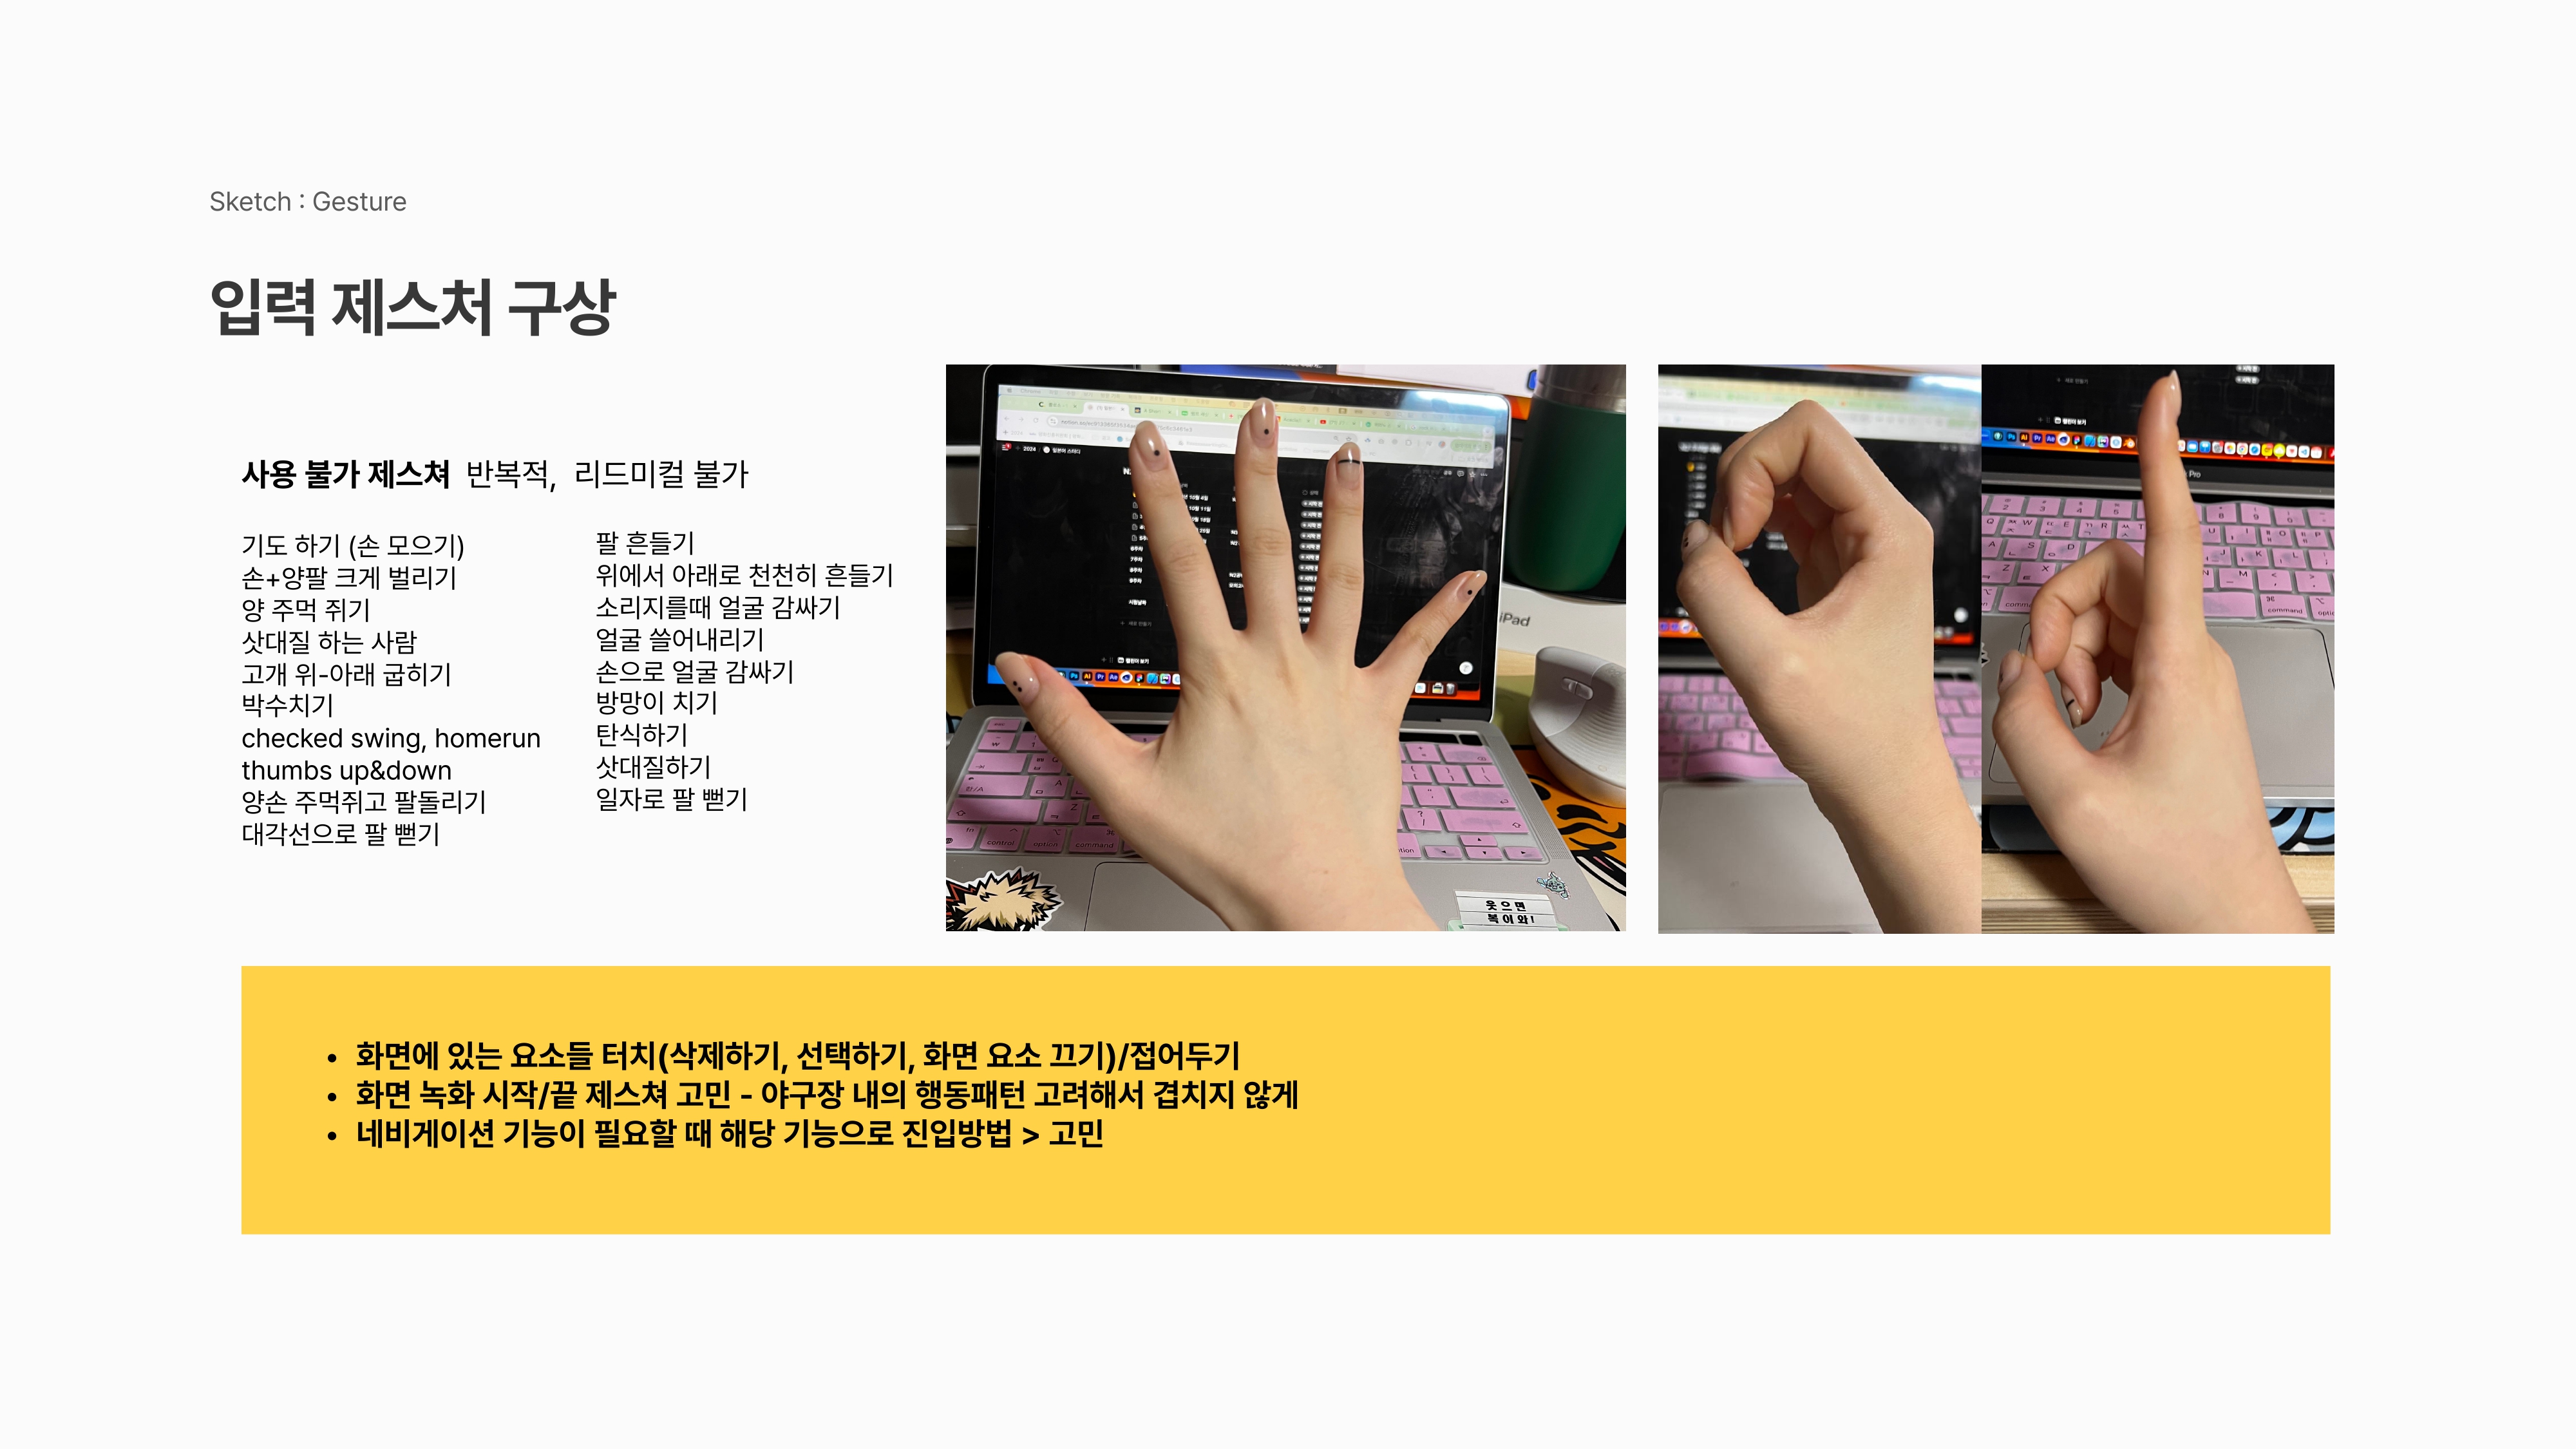 Sketch : Gesture
입력 제스처 구상
사용 불가 제스쳐 반복적, 리드미컬 불가
기도 하기 (손 모으기)
손+양팔 크게 벌리기
양 주먹 쥐기
삿대질 하는 사람
고개 위-아래 굽히기
박수치기
checked swing, homerun
thumbs up&down
양손 주먹쥐고 팔돌리기
대각선으로 팔 뻗기
팔 흔들기
위에서 아래로 천천히 흔들기
소리지를때 얼굴 감싸기
얼굴 쓸어내리기
손으로 얼굴 감싸기
방망이 치기
탄식하기
삿대질하기
일자로 팔 뻗기
iPad
control
option
command
웃으면
복이와!
command
화면에 있는 요소들 터치(삭제하기, 선택하기, 화면 요소 끄기)/접어두기
화면 녹화 시작/끝 제스쳐 고민 - 야구장 내의 행동패턴 고려해서 겹치지 않게
네비게이션 기능이 필요할 때 해당 기능으로 진입방법 > 고민